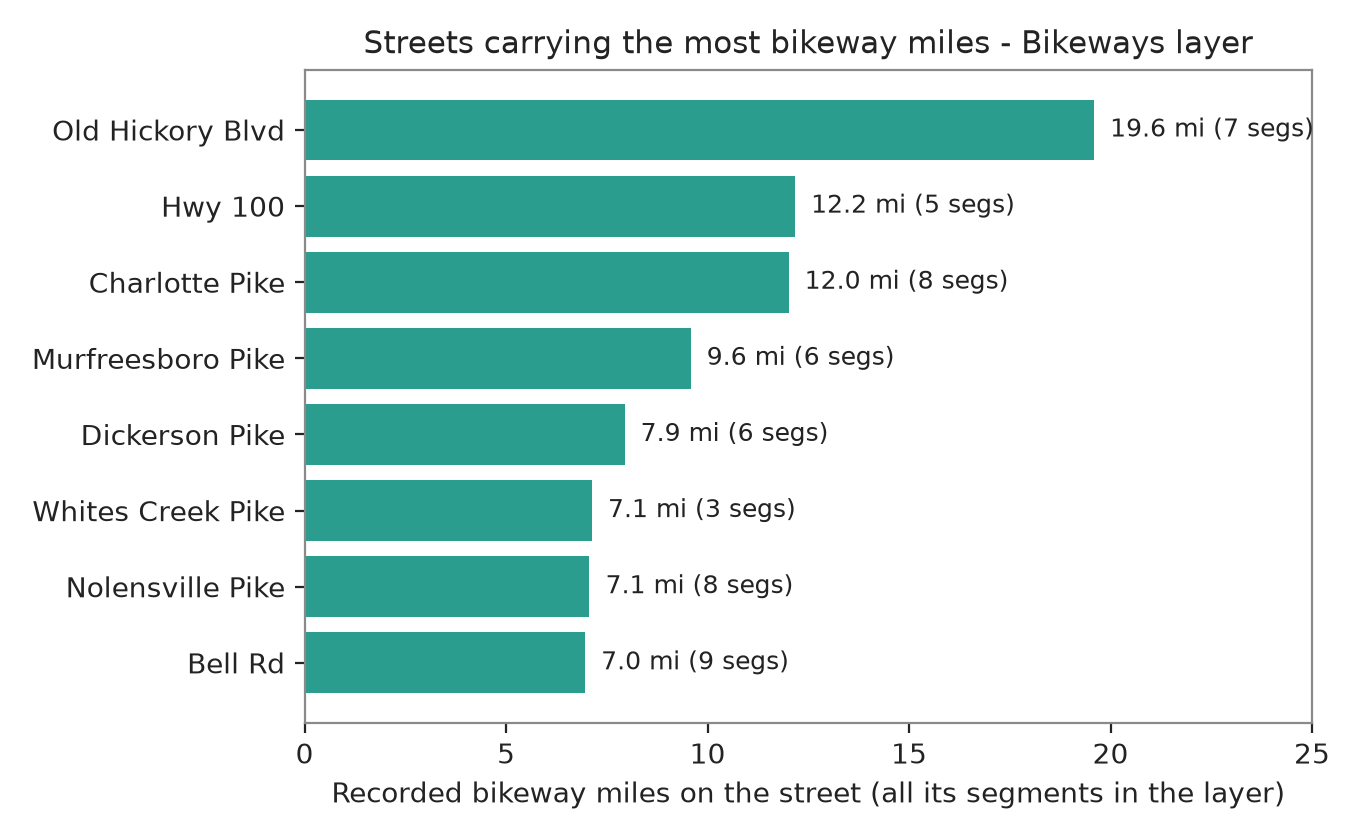 Streets carrying the most bikeway miles - Bikeways layer
Old Hickory Blvd 19.6 mi (7 segs)
Hwy 100 12.2 mi (5 segs)
Charlotte Pike 12.0 mi (8 segs)
Murfreesboro Pike 9.6 mi (6 segs)
Dickerson Pike 7.9 mi (6 segs)
Whites Creek Pike 7.1 mi (3 segs)
Nolensville Pike 7.1 mi (8 segs)
Bell Rd 7.0 mi (9 segs)
0 5 10 15 20 25
Recorded bikeway miles on the street (all its segments in the layer)